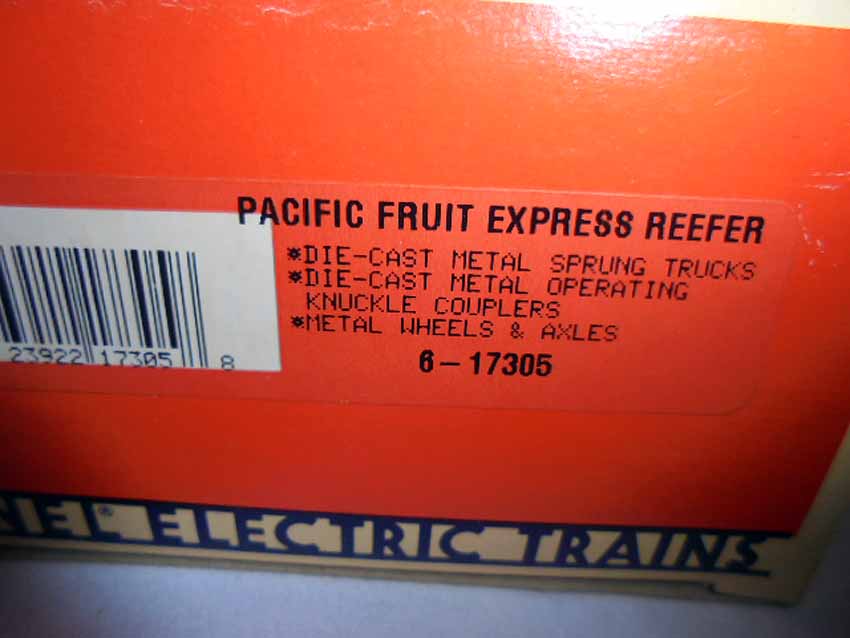 PACIFIC FRUIT EXPRESS REEFER
*DIE-CAST METAL SPRUNG TRUCKS
*DIE-CAST METAL OPERATING
KNUCKLE COUPLERS
*METAL WHEELS & AXLES
6-17305
23922 17305 8
NEL® ELECTRIC TRAINS